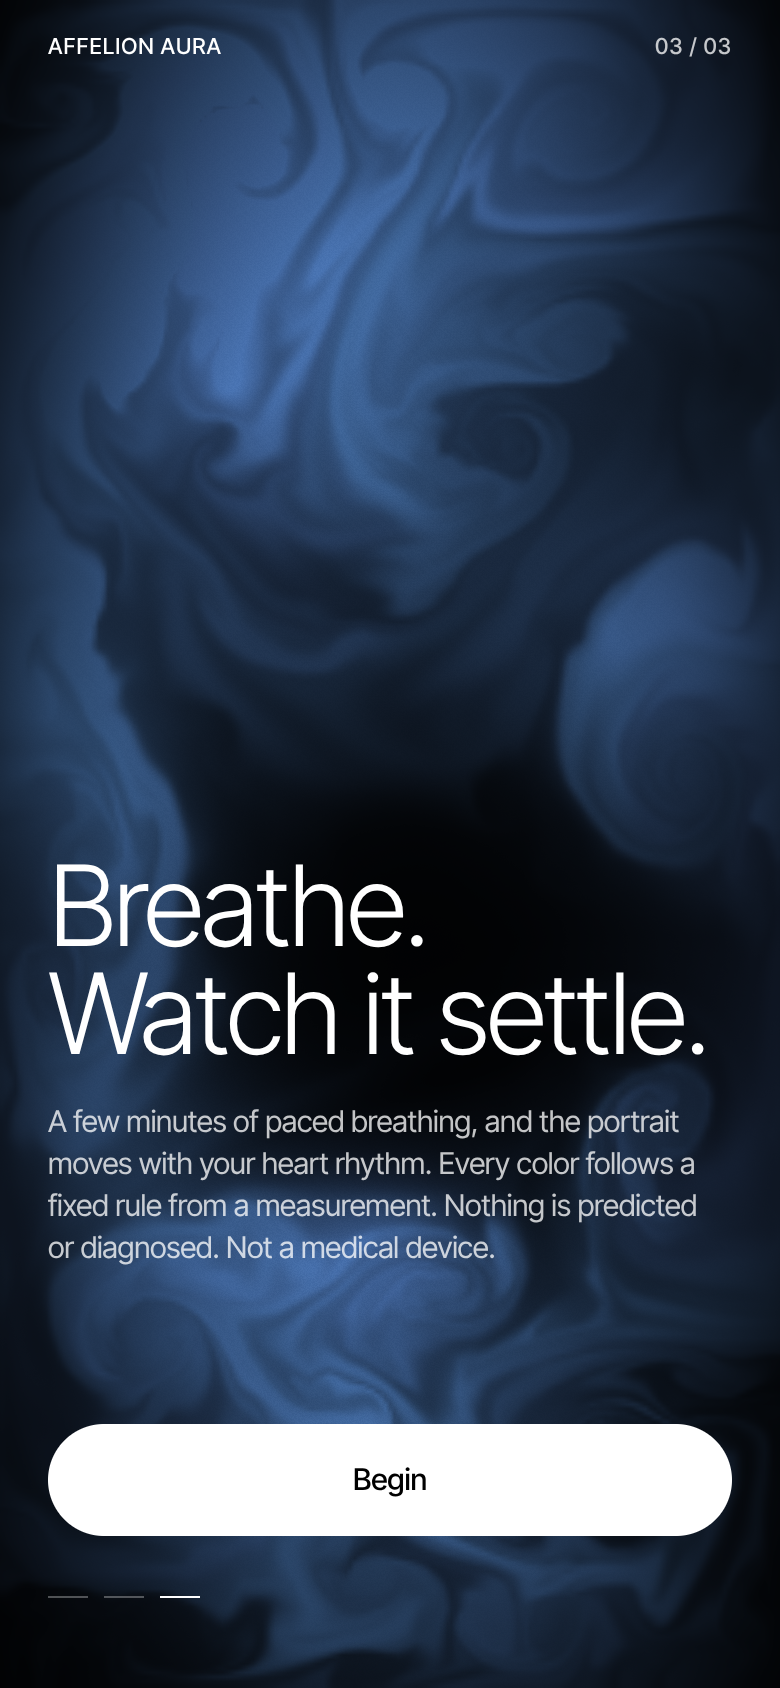 AFFELION AURA
03 / 03
Breathe.
Watch it settle.
A few minutes of paced breathing, and the portrait
moves with your heart rhythm. Every color follows a
fixed rule from a measurement. Nothing is predicted
or diagnosed. Not a medical device.
Begin